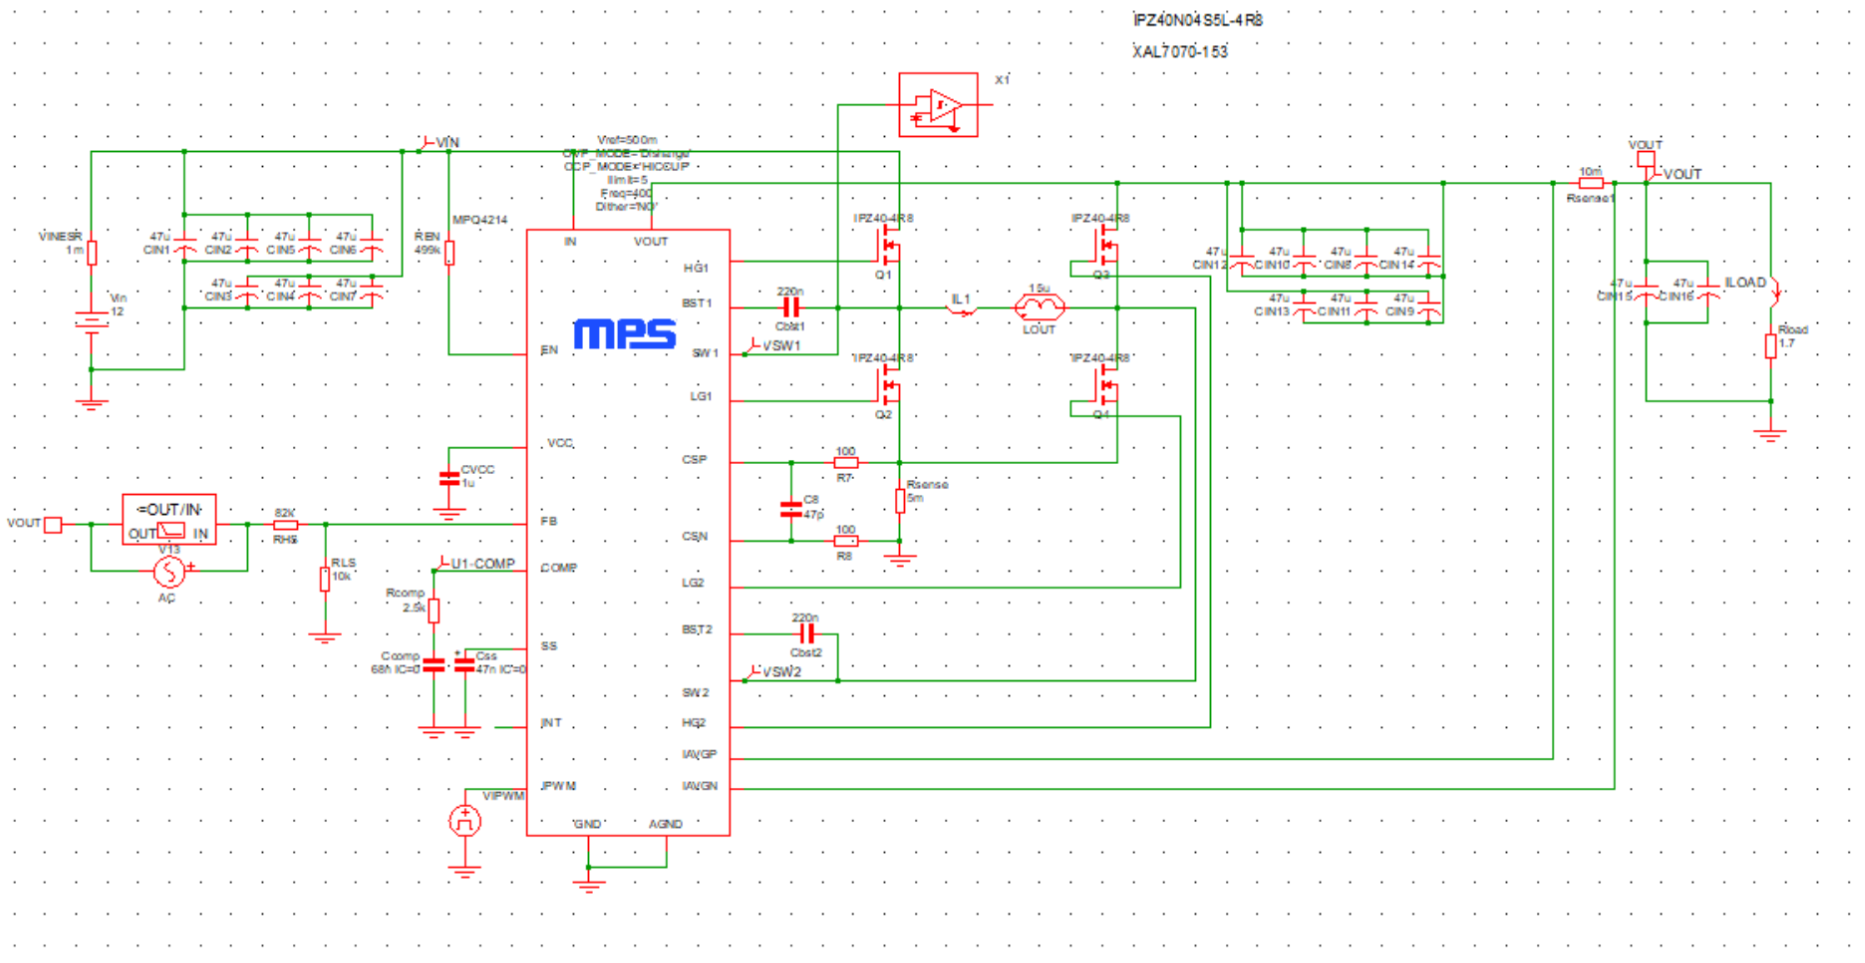 IPZ40N04S5L-4R8
XAL7070-153
X1
VIN
Vref=500m
OVP_MODE='Disharge'
OCP_MODE='HICCUP'
Ilimit=5
Freq=400
Dither='NO'
MPQ4214
VINESR
1m
47u
CIN1
47u
CIN2
47u
CIN5
47u
CIN6
47u
CIN3
47u
CIN4
47u
CIN7
REN
499k
Vin
12
IN
VOUT
HG1
BST1
SW1
LG1
CSP
CSN
LG2
BST2
SW2
HG2
IAVGP
IAVGN
EN
VCC
FB
COMP
SS
INT
IPWM
GND
AGND
MPS
IPZ40-4R8
Q1
IPZ40-4R8
Q3
220n
Cbst1
VSW1
IL1
15u
LOUT
IPZ40-4R8
Q2
IPZ40-4R8
Q4
100
R7
C8
47p
100
R8
Rsense
5m
220n
Cbst2
VSW2
47u
CIN12
47u
CIN10
47u
CIN8
47u
CIN14
47u
CIN13
47u
CIN11
47u
CIN9
10m
Rsense1
VOUT
VOUT
47u
CIN15
47u
CIN16
ILOAD
Rload
1.7
CVCC
1u
VOUT
=OUT/IN
OUT
IN
V13
AC
82k
RHS
RLS
10k
U1-COMP
Rcomp
2.5k
Ccomp
68n IC=0
Css
47n IC=0
VIPWM